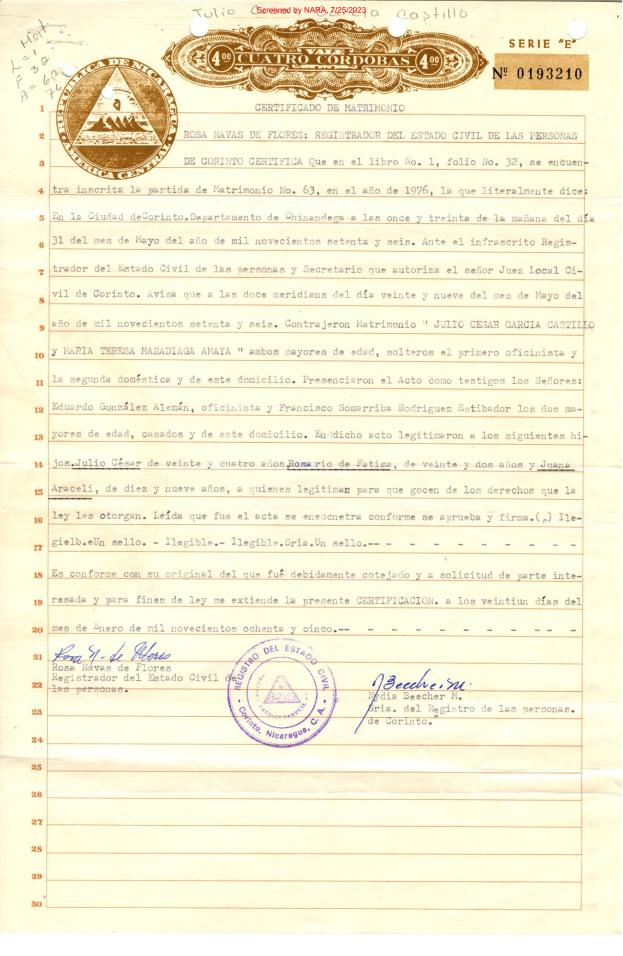 Julio Cesar Garcia Castillo
Screened by NARA, 7/25/2023
L = 1
F = 32
VALE
4 00 CUATRO CORDOBAS 4 00
SERIE "E"
Nº 0193210
REPUBLICA DE NICARAGUA
AMERICA CENTRAL
1 CERTIFICADO DE MATRIMONIO
2 ROSA NAVAS DE FLORES: REGISTRADOR DEL ESTADO CIVIL DE LAS PERSONAS
3 DE CORINTO CERTIFICA Que en el libro No. 1, folio No. 32, se encuen-
4 tra inscrita la partida de Matrimonio No. 63, en el año de 1976, la que literalmente dice:
5 En la Ciudad deCorinto.Departamento de Chinandega a las once y treinta de la mañana del día
6 31 del mes de Mayo del año de mil novecientos setenta y seis. Ante el infrascrito Regis-
7 trador del Estado Civil de las personas y Secretario que autoriza el señor Juez Local Ci-
8 vil de Corinto. Avisa que a las doce meridians del día veinte y nueve del mes de Mayo del
9 año de mil novecientos setenta y seis. Contrajeron Matrimonio " JULIO CESAR GARCIA CASTILLO
10 y MARIA TERESA MARADIAGA AMAYA " ambos mayores de edad, solteros el primero oficinista y
11 la segunda doméstica y de este domicilio. Presenciaron el Acto como testigos los Señores:
12 Eduardo González Alemán, oficinista y Francisco Somarriba Rodriguez Estibador los dos ma-
13 yores de edad, casados y de este domicilio. En dicho acto legitimaron a los siguientes hi-
14 jos.Julio César de veinte y cuatro años.Rosario de Fatima, de veinte y dos años y Juana
15 Araceli, de diez y nueve años, a quienes legitiman para que gocen de los derechos que la
16 ley les otorgan. Leída que fue el acta se eneucnetra conforme se aprueba y firma.(,) Ile-
17 gielb.eUn sello. - Ilegible.- Ilegible.Sria.Un sello.-- - - - - - - - -
18 Es conforme con su original del que fué debidamente cotejado y a solicitud de parte inte-
19 resada y para fines de ley se extiende la presente CERTIFICACION. a los veintiun días del
20 mes de Enero de mil novecientos ochenta y cinco.-- - - - - - - - - -
21 Rosa N. de Flores
Rosa Navas de Flores
Registrador del Estado Civil de
las personas.
REGISTRO DEL ESTADO CIVIL
Corinto, Nicaragua, C. A.
22 NBeecher M.
Nydia Beecher M.
23 Sria. del Registro de las personas.
de Corinto.
24
25
26
27
28
29
30